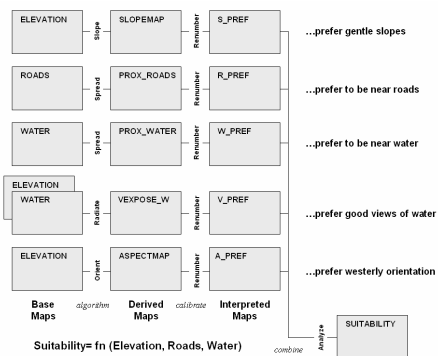 ELEVATION Slope SLOPEMAP Renumber S_PREF ...prefer gentle slopes
ROADS Spread PROX_ROADS Renumber R_PREF ...prefer to be near roads
WATER Spread PROX_WATER Renumber W_PREF ...prefer to be near water
ELEVATION
WATER Radiate VEXPOSE_W Renumber V_PREF ...prefer good views of water
ELEVATION Orient ASPECTMAP Renumber A_PREF ...prefer westerly orientation
Base Maps algorithm Derived Maps calibrate Interpreted Maps
Suitability= fn (Elevation, Roads, Water) combine Analyze SUITABILITY